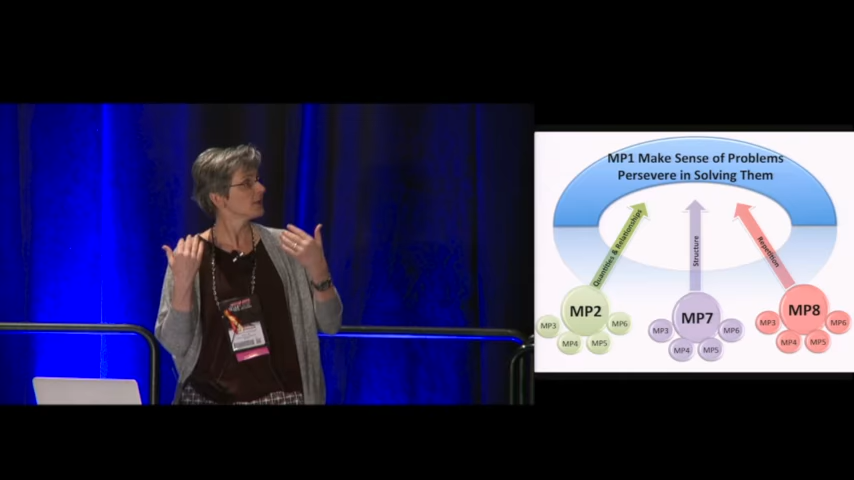 MP1 Make Sense of Problems
Persevere in Solving Them
Quantities & Relationships
Structure
Repetition
MP2
MP3
MP4
MP5
MP6
MP7
MP3
MP4
MP5
MP6
MP8
MP3
MP4
MP5
MP6